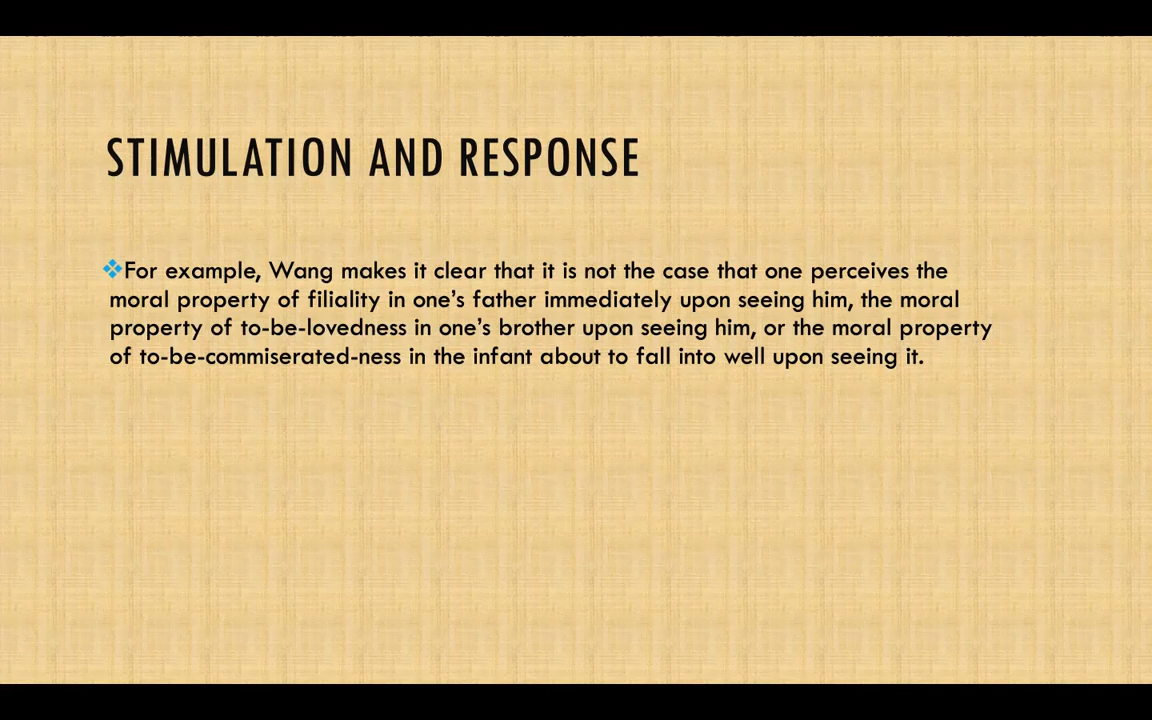 STIMULATION AND RESPONSE
❖For example, Wang makes it clear that it is not the case that one perceives the
moral property of filiality in one’s father immediately upon seeing him, the moral
property of to-be-lovedness in one’s brother upon seeing him, or the moral property
of to-be-commiserated-ness in the infant about to fall into well upon seeing it.